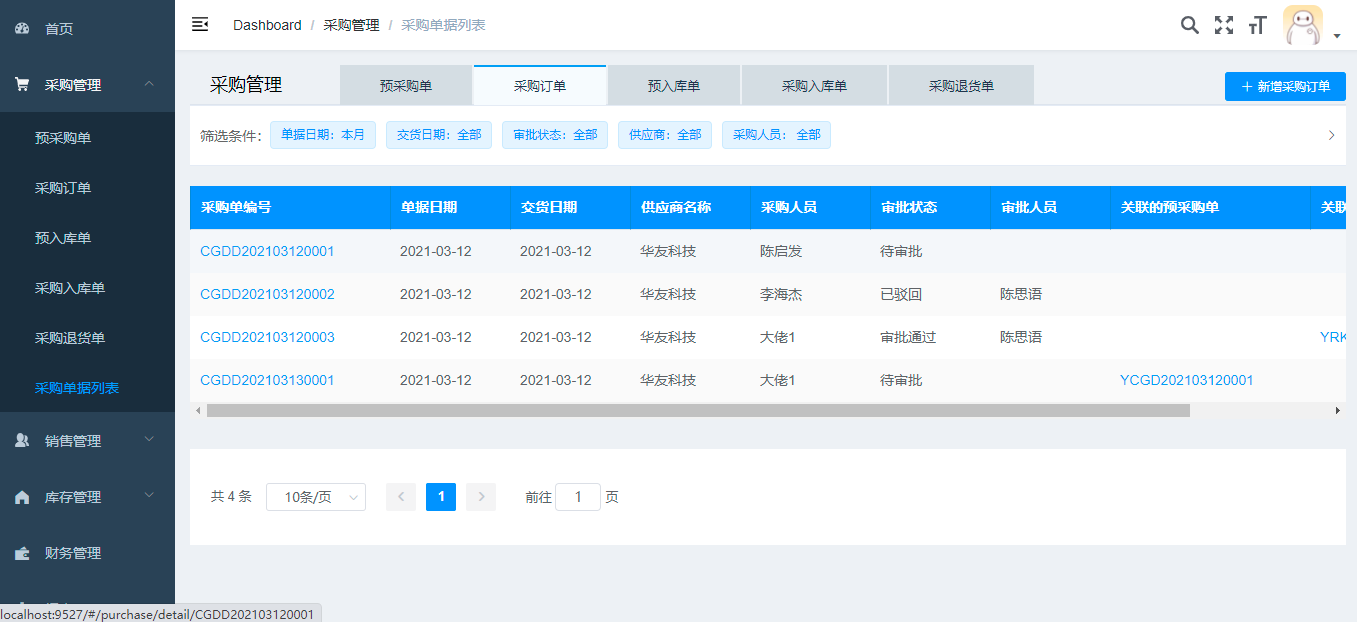 首页
采购管理
预采购单
采购订单
预入库单
采购入库单
采购退货单
采购单据列表
销售管理
库存管理
财务管理
localhost:9527/#/purchase/detail/CGDD202103120001
Dashboard / 采购管理 / 采购单据列表
采购管理 预采购单 采购订单 预入库单 采购入库单 采购退货单 + 新增采购订单
筛选条件: 单据日期: 本月 交货日期: 全部 审批状态: 全部 供应商: 全部 采购人员: 全部
采购单编号 单据日期 交货日期 供应商名称 采购人员 审批状态 审批人员 关联的预采购单 关联
CGDD202103120001 2021-03-12 2021-03-12 华友科技 陈启发 待审批
CGDD202103120002 2021-03-12 2021-03-12 华友科技 李海杰 已驳回 陈思语
CGDD202103120003 2021-03-12 2021-03-12 华友科技 大佬1 审批通过 陈思语 YRK
CGDD202103130001 2021-03-12 2021-03-12 华友科技 大佬1 待审批 YCGD202103120001
共 4 条 10条/页 1 前往 1 页